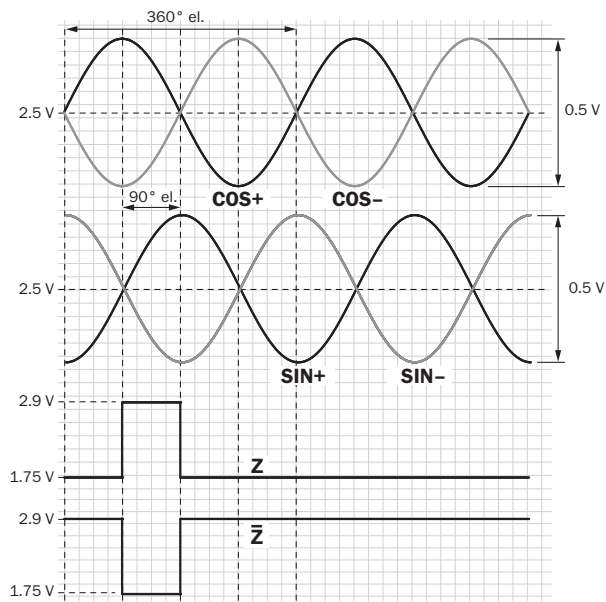 360° el.
2.5 V
0.5 V
COS+ COS–
90° el.
2.5 V
0.5 V
SIN+ SIN–
2.9 V
Z
1.75 V
2.9 V
Z̅
1.75 V